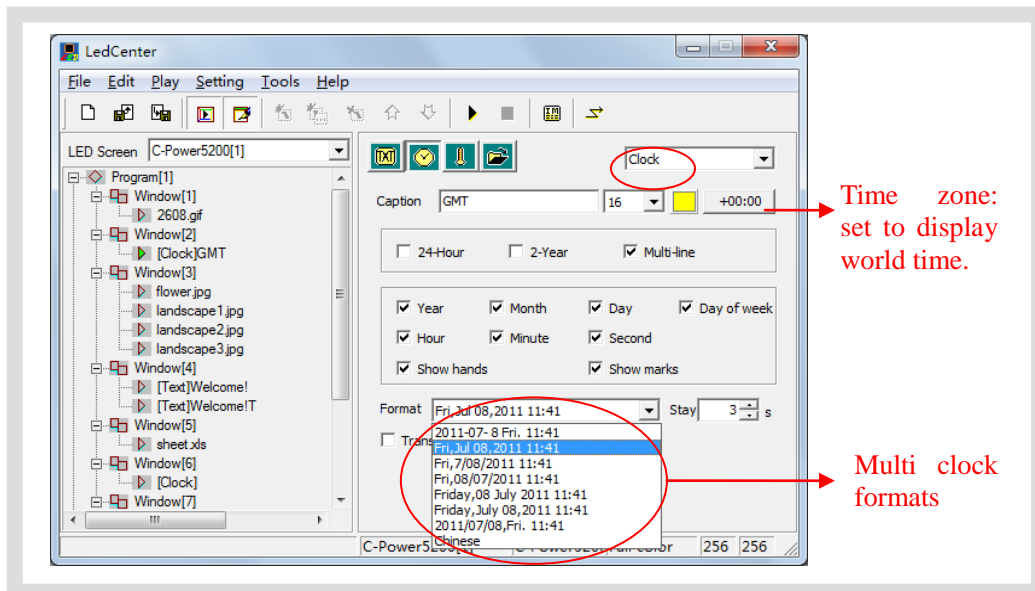 LedCenter
File Edit Play Setting Tools Help
LED Screen C-Power5200[1]
Program[1]
Window[1]
2608.gif
Window[2]
[Clock]GMT
Window[3]
flower.jpg
landscape1.jpg
landscape2.jpg
landscape3.jpg
Window[4]
[Text]Welcome!
[Text]Welcome!T
Window[5]
sheet.xls
Window[6]
[Clock]
Window[7]
TXT
Clock
Caption GMT 16 +00:00
24-Hour 2-Year Multi-line
Year Month Day Day of week
Hour Minute Second
Show hands Show marks
Format Fri,Jul 08,2011 11:41 Stay 3 s
Trans
2011-07- 8 Fri. 11:41
Fri,Jul 08,2011 11:41
Fri,7/08/2011 11:41
Fri,08/07/2011 11:41
Friday,08 July 2011 11:41
Friday,July 08,2011 11:41
2011/07/08,Fri. 11:41
Chinese
256 256
Time zone:
set to display
world time.
Multi clock
formats